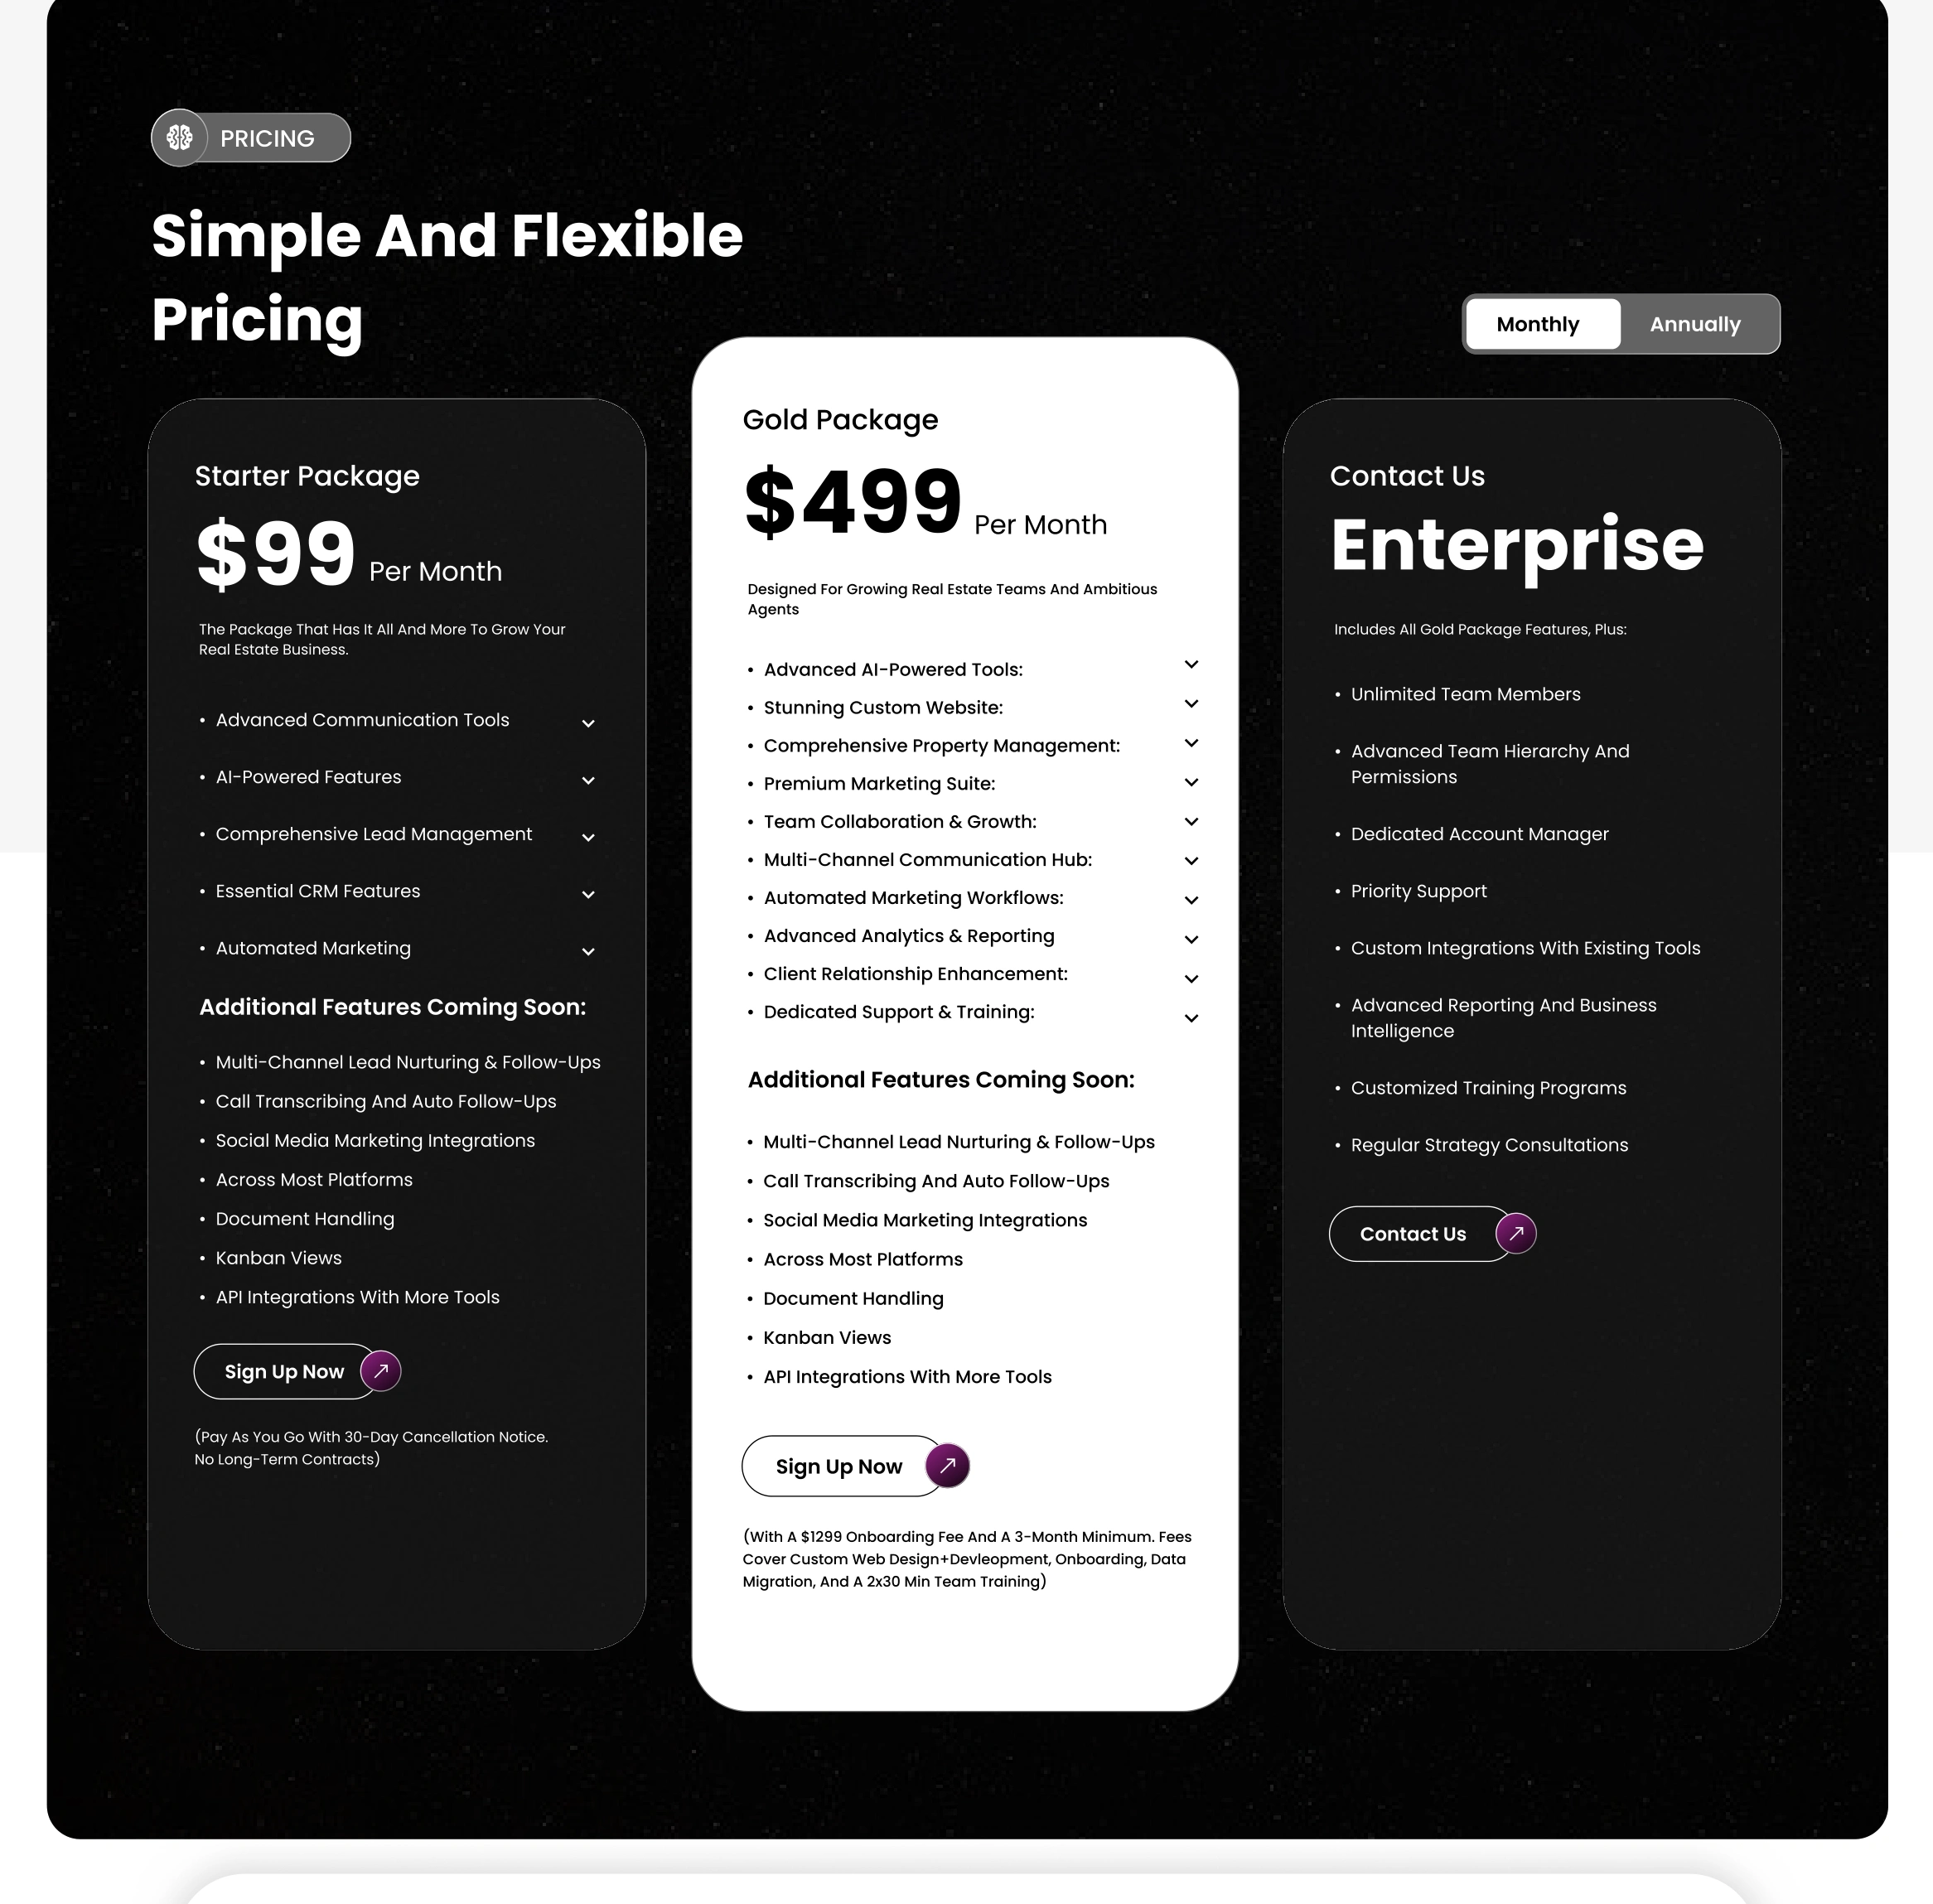 PRICING
Simple And Flexible
Pricing
Monthly
Annually
Starter Package
$99 Per Month
The Package That Has It All And More To Grow Your
Real Estate Business.
• Advanced Communication Tools
• AI-Powered Features
• Comprehensive Lead Management
• Essential CRM Features
• Automated Marketing
Additional Features Coming Soon:
• Multi-Channel Lead Nurturing & Follow-Ups
• Call Transcribing And Auto Follow-Ups
• Social Media Marketing Integrations
• Across Most Platforms
• Document Handling
• Kanban Views
• API Integrations With More Tools
Sign Up Now
(Pay As You Go With 30-Day Cancellation Notice.
No Long-Term Contracts)
Gold Package
$499 Per Month
Designed For Growing Real Estate Teams And Ambitious
Agents
• Advanced AI-Powered Tools:
• Stunning Custom Website:
• Comprehensive Property Management:
• Premium Marketing Suite:
• Team Collaboration & Growth:
• Multi-Channel Communication Hub:
• Automated Marketing Workflows:
• Advanced Analytics & Reporting
• Client Relationship Enhancement:
• Dedicated Support & Training:
Additional Features Coming Soon:
• Multi-Channel Lead Nurturing & Follow-Ups
• Call Transcribing And Auto Follow-Ups
• Social Media Marketing Integrations
• Across Most Platforms
• Document Handling
• Kanban Views
• API Integrations With More Tools
Sign Up Now
(With A $1299 Onboarding Fee And A 3-Month Minimum. Fees
Cover Custom Web Design+Devleopment, Onboarding, Data
Migration, And A 2x30 Min Team Training)
Contact Us
Enterprise
Includes All Gold Package Features, Plus:
• Unlimited Team Members
• Advanced Team Hierarchy And
Permissions
• Dedicated Account Manager
• Priority Support
• Custom Integrations With Existing Tools
• Advanced Reporting And Business
Intelligence
• Customized Training Programs
• Regular Strategy Consultations
Contact Us